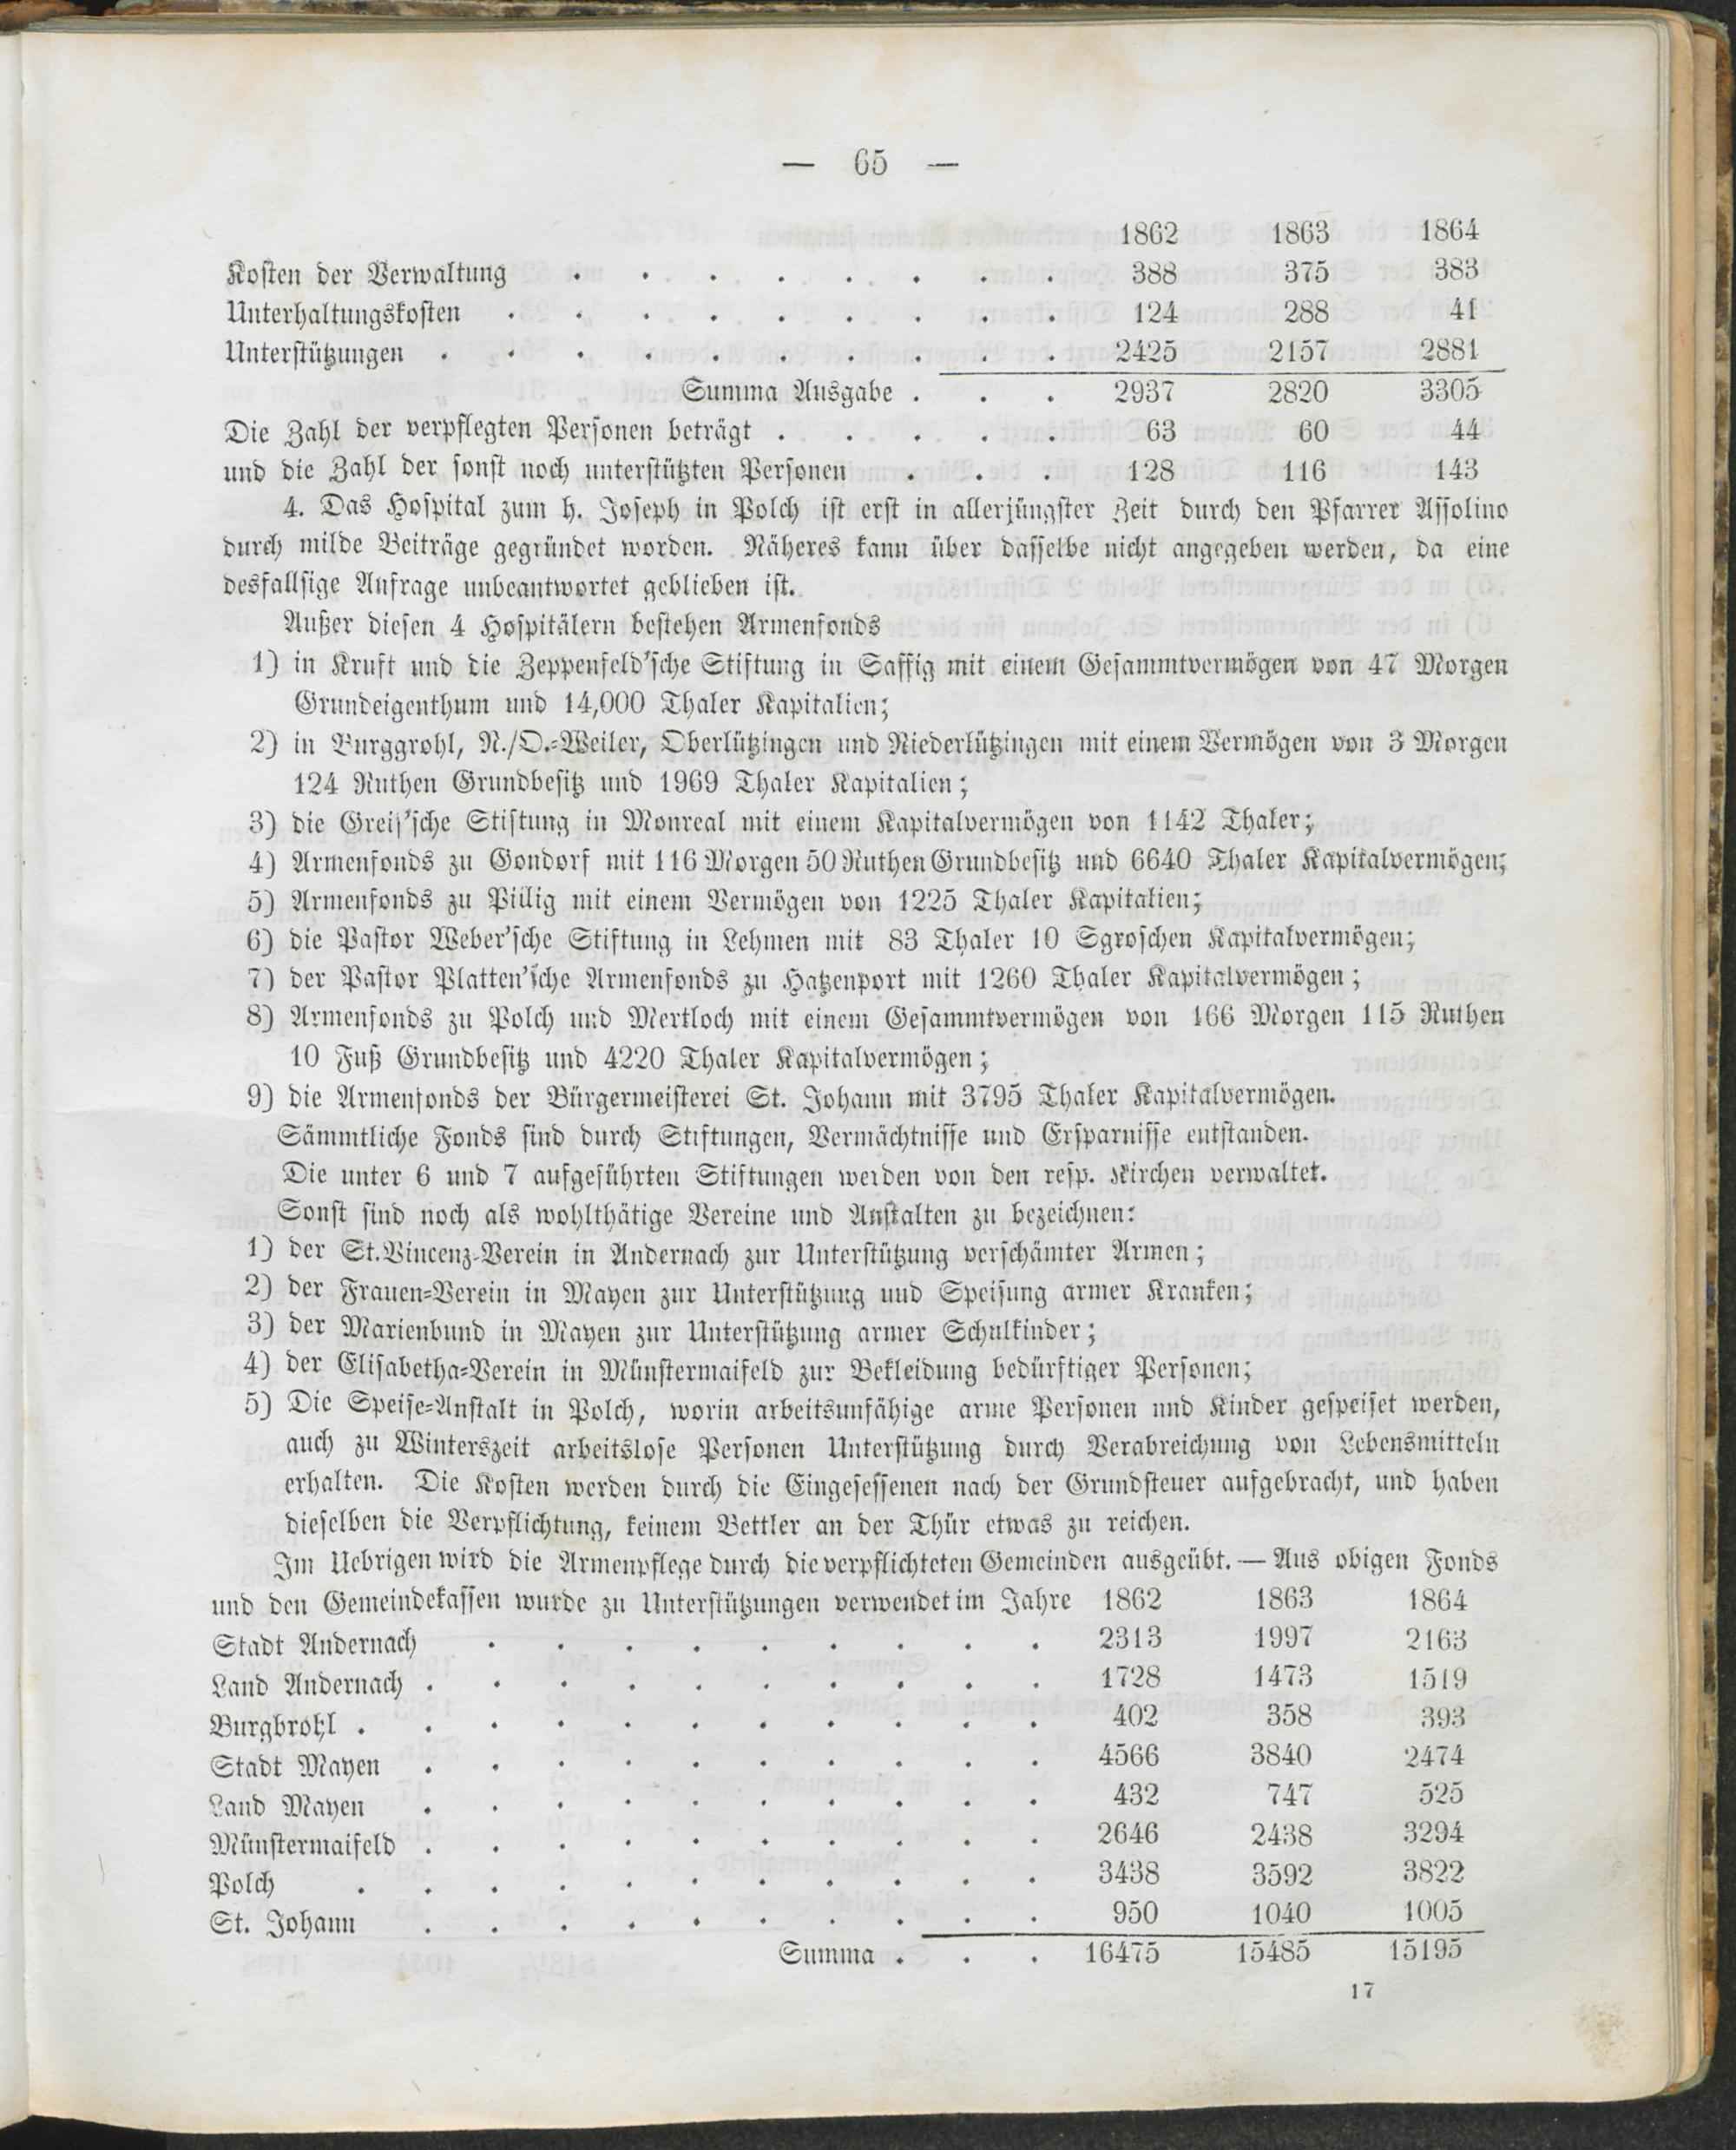 — 65 —
1862 1863 1864
Kosten der Verwaltung . . . . . . . . 388 375 383
Unterhaltungskosten . . . . . . . . . 124 288 41
Unterstützungen . . . . . . . . . . 2425 2157 2881
Summa Ausgabe . . . 2937 2820 3305
Die Zahl der verpflegten Personen beträgt . . . . . 63 60 44
und die Zahl der sonst noch unterstützten Personen . . . 128 116 143
4. Das Hospital zum h. Joseph in Polch ist erst in allerjüngster Zeit durch den Pfarrer Assolino
durch milde Beiträge gegründet worden. Näheres kann über dasselbe nicht angegeben werden, da eine
desfallsige Anfrage unbeantwortet geblieben ist.
Außer diesen 4 Hospitälern bestehen Armenfonds
1) in Kruft und die Zeppenfeld'sche Stiftung in Saffig mit einem Gesammtvermögen von 47 Morgen
Grundeigenthum und 14,000 Thaler Kapitalien;
2) in Burggrohl, N./O.-Weiler, Oberlützingen und Niederlützingen mit einem Vermögen von 3 Morgen
124 Ruthen Grundbesitz und 1969 Thaler Kapitalien;
3) die Greis'sche Stiftung in Monreal mit einem Kapitalvermögen von 1142 Thaler;
4) Armenfonds zu Gondorf mit 116 Morgen 50 Ruthen Grundbesitz und 6640 Thaler Kapitalvermögen;
5) Armenfonds zu Pillig mit einem Vermögen von 1225 Thaler Kapitalien;
6) die Pastor Weber'sche Stiftung in Lehmen mit 83 Thaler 10 Sgroschen Kapitalvermögen;
7) der Pastor Platten'sche Armenfonds zu Hatzenport mit 1260 Thaler Kapitalvermögen;
8) Armenfonds zu Polch und Mertloch mit einem Gesammtvermögen von 166 Morgen 115 Ruthen
10 Fuß Grundbesitz und 4220 Thaler Kapitalvermögen;
9) die Armenfonds der Bürgermeisterei St. Johann mit 3795 Thaler Kapitalvermögen.
Sämmtliche Fonds sind durch Stiftungen, Vermächtnisse und Ersparnisse entstanden.
Die unter 6 und 7 aufgeführten Stiftungen werden von den resp. Kirchen verwaltet.
Sonst sind noch als wohlthätige Vereine und Anstalten zu bezeichnen:
1) der St. Vincenz-Verein in Andernach zur Unterstützung verschämter Armen;
2) der Frauen-Verein in Mayen zur Unterstützung und Speisung armer Kranken;
3) der Marienbund in Mayen zur Unterstützung armer Schulkinder;
4) der Elisabetha-Verein in Münstermaifeld zur Bekleidung bedürftiger Personen;
5) Die Speise-Anstalt in Polch, worin arbeitsunfähige arme Personen und Kinder gespeiset werden,
auch zu Winterszeit arbeitslose Personen Unterstützung durch Verabreichung von Lebensmitteln
erhalten. Die Kosten werden durch die Eingesessenen nach der Grundsteuer aufgebracht, und haben
dieselben die Verpflichtung, keinem Bettler an der Thür etwas zu reichen.
Im Uebrigen wird die Armenpflege durch die verpflichteten Gemeinden ausgeübt. — Aus obigen Fonds
und den Gemeindekassen wurde zu Unterstützungen verwendet im Jahre 1862 1863 1864
Stadt Andernach . . . . . . . . . 2313 1997 2163
Land Andernach . . . . . . . . . . 1728 1473 1519
Burgbrohl . . . . . . . . . . . 402 358 393
Stadt Mayen . . . . . . . . . . 4566 3840 2474
Land Mayen . . . . . . . . . . 432 747 525
Münstermaifeld . . . . . . . . . . 2646 2438 3294
Polch . . . . . . . . . . . 3438 3592 3822
St. Johann . . . . . . . . . . 950 1040 1005
Summa . . . 16475 15485 15195
17